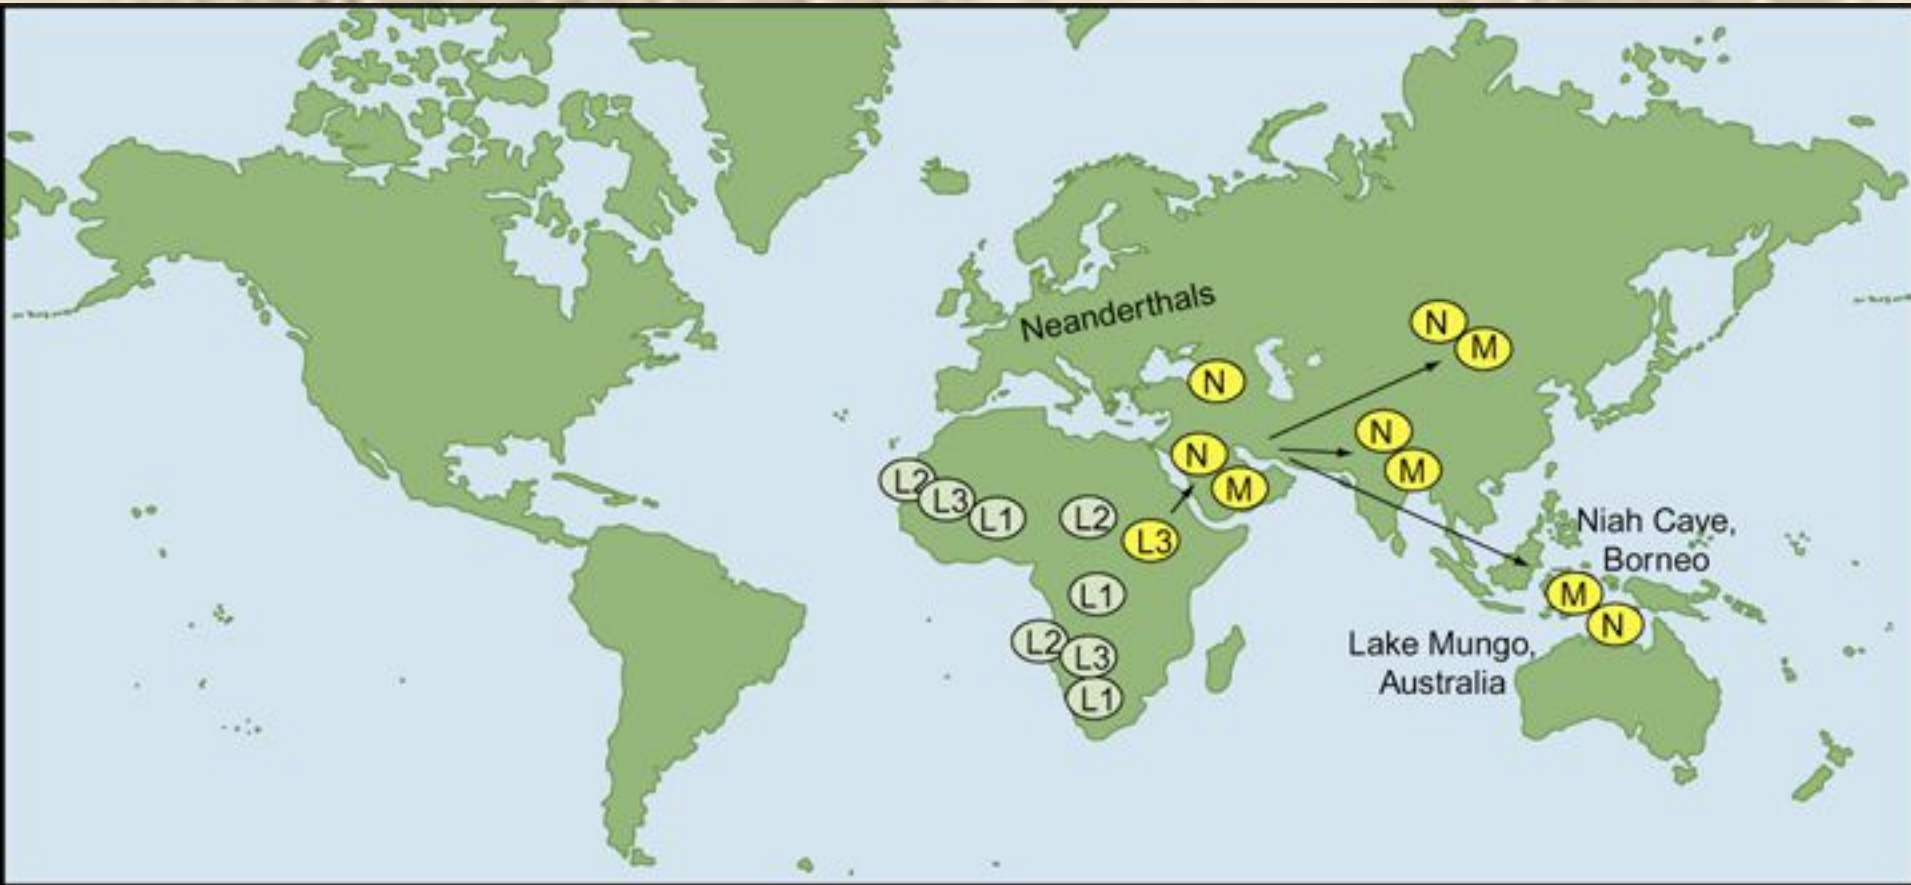 Neanderthals
N
M
N
N
M
N
M
L2
L3
L1
L2
L3
L1
L2
L3
L1
Niah Cave,
Borneo
M
N
Lake Mungo,
Australia